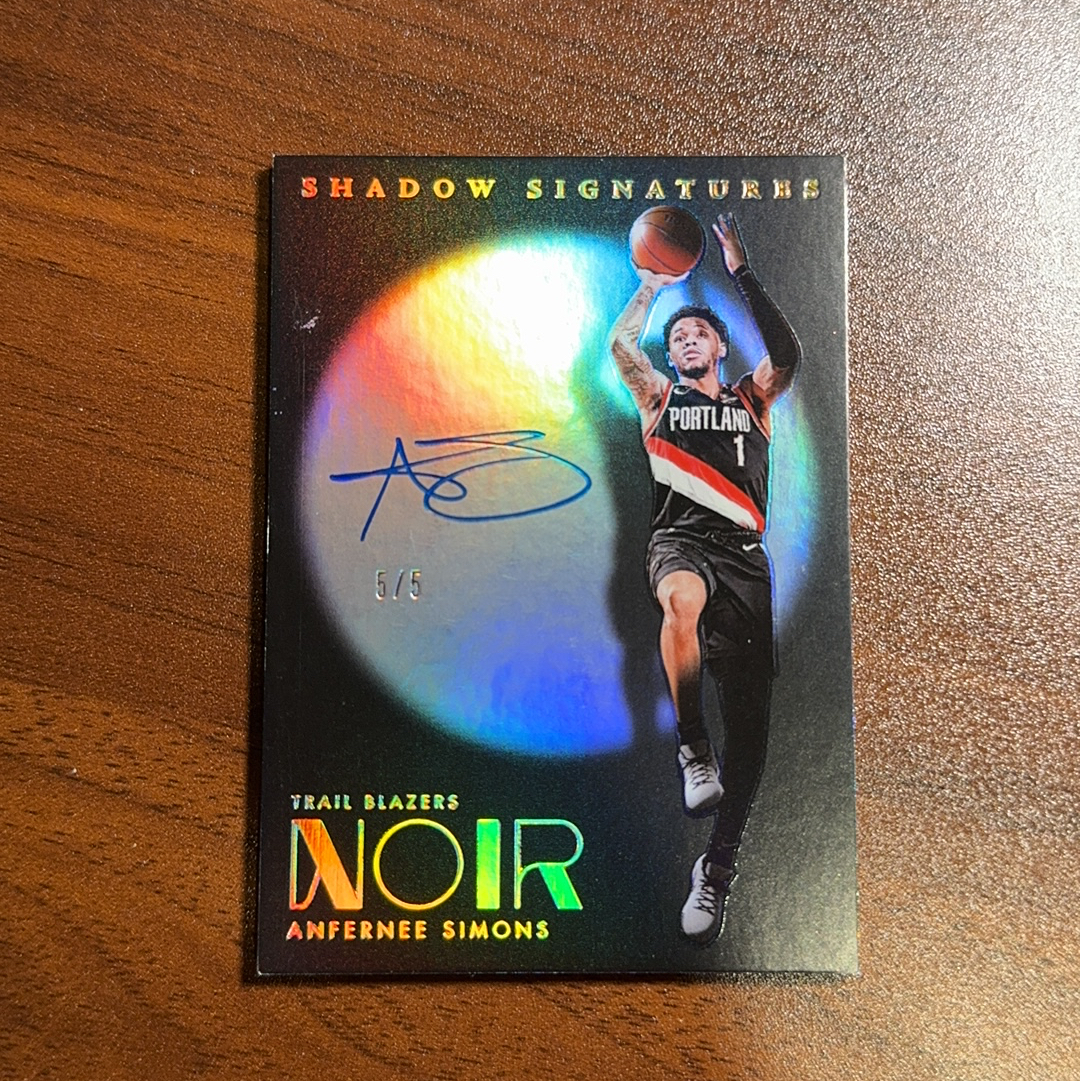 SHADOW SIGNATURES
PORTLAND
1
5/5
TRAIL BLAZERS
NOIR
ANFERNEE SIMONS